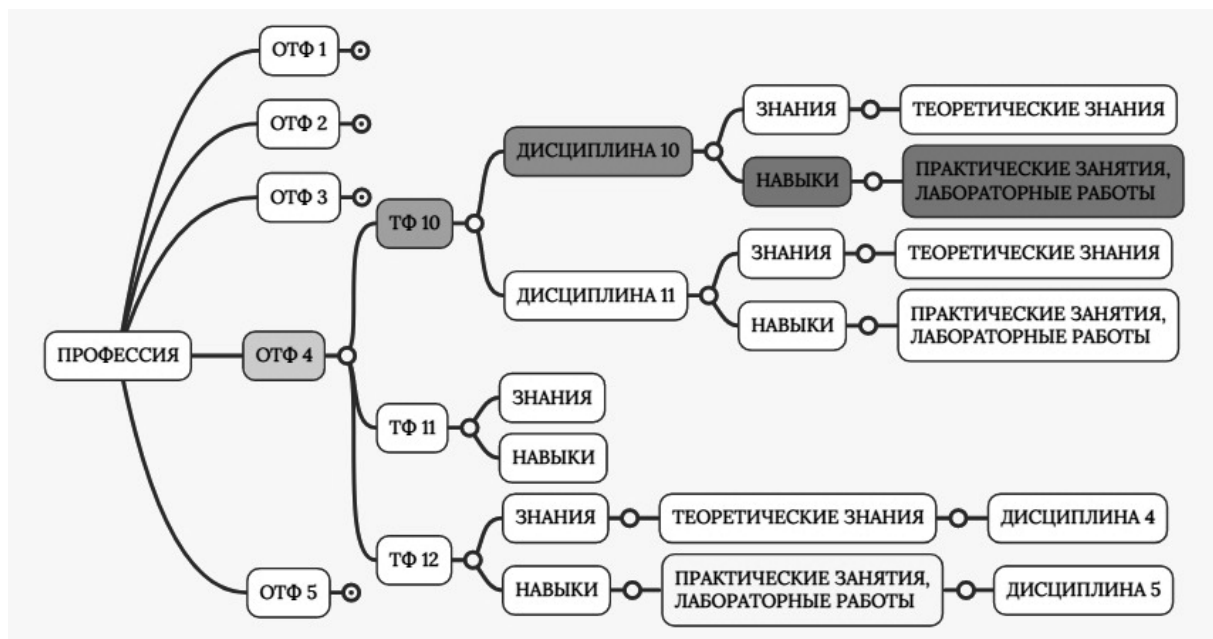 ОТФ 1
ОТФ 2
ОТФ 3
ПРОФЕССИЯ
ОТФ 4
ОТФ 5
ТФ 10
ДИСЦИПЛИНА 10
ЗНАНИЯ
ТЕОРЕТИЧЕСКИЕ ЗНАНИЯ
НАВЫКИ
ПРАКТИЧЕСКИЕ ЗАНЯТИЯ,
ЛАБОРАТОРНЫЕ РАБОТЫ
ДИСЦИПЛИНА 11
ЗНАНИЯ
ТЕОРЕТИЧЕСКИЕ ЗНАНИЯ
НАВЫКИ
ПРАКТИЧЕСКИЕ ЗАНЯТИЯ,
ЛАБОРАТОРНЫЕ РАБОТЫ
ТФ 11
ЗНАНИЯ
НАВЫКИ
ТФ 12
ЗНАНИЯ
ТЕОРЕТИЧЕСКИЕ ЗНАНИЯ
ДИСЦИПЛИНА 4
НАВЫКИ
ПРАКТИЧЕСКИЕ ЗАНЯТИЯ,
ЛАБОРАТОРНЫЕ РАБОТЫ
ДИСЦИПЛИНА 5